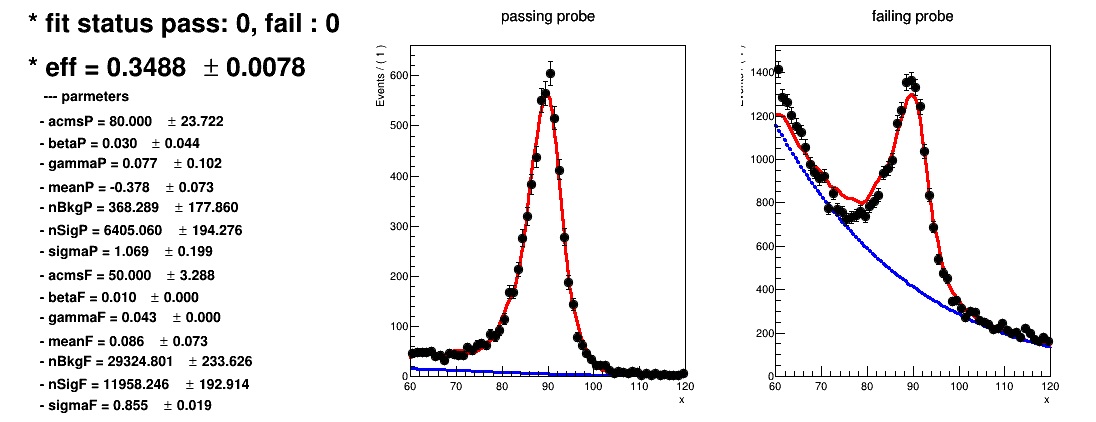 * fit status pass: 0, fail : 0
* eff = 0.3488 ± 0.0078
--- parmeters
- acmsP = 80.000 ± 23.722
- betaP = 0.030 ± 0.044
- gammaP = 0.077 ± 0.102
- meanP = -0.378 ± 0.073
- nBkgP = 368.289 ± 177.860
- nSigP = 6405.060 ± 194.276
- sigmaP = 1.069 ± 0.199
- acmsF = 50.000 ± 3.288
- betaF = 0.010 ± 0.000
- gammaF = 0.043 ± 0.000
- meanF = 0.086 ± 0.073
- nBkgF = 29324.801 ± 233.626
- nSigF = 11958.246 ± 192.914
- sigmaF = 0.855 ± 0.019
passing probe
Events / ( 1 )
600
500
400
300
200
100
0
60 70 80 90 100 110 120
x
failing probe
1400
1200
1000
800
600
400
200
0
60 70 80 90 100 110 120
x